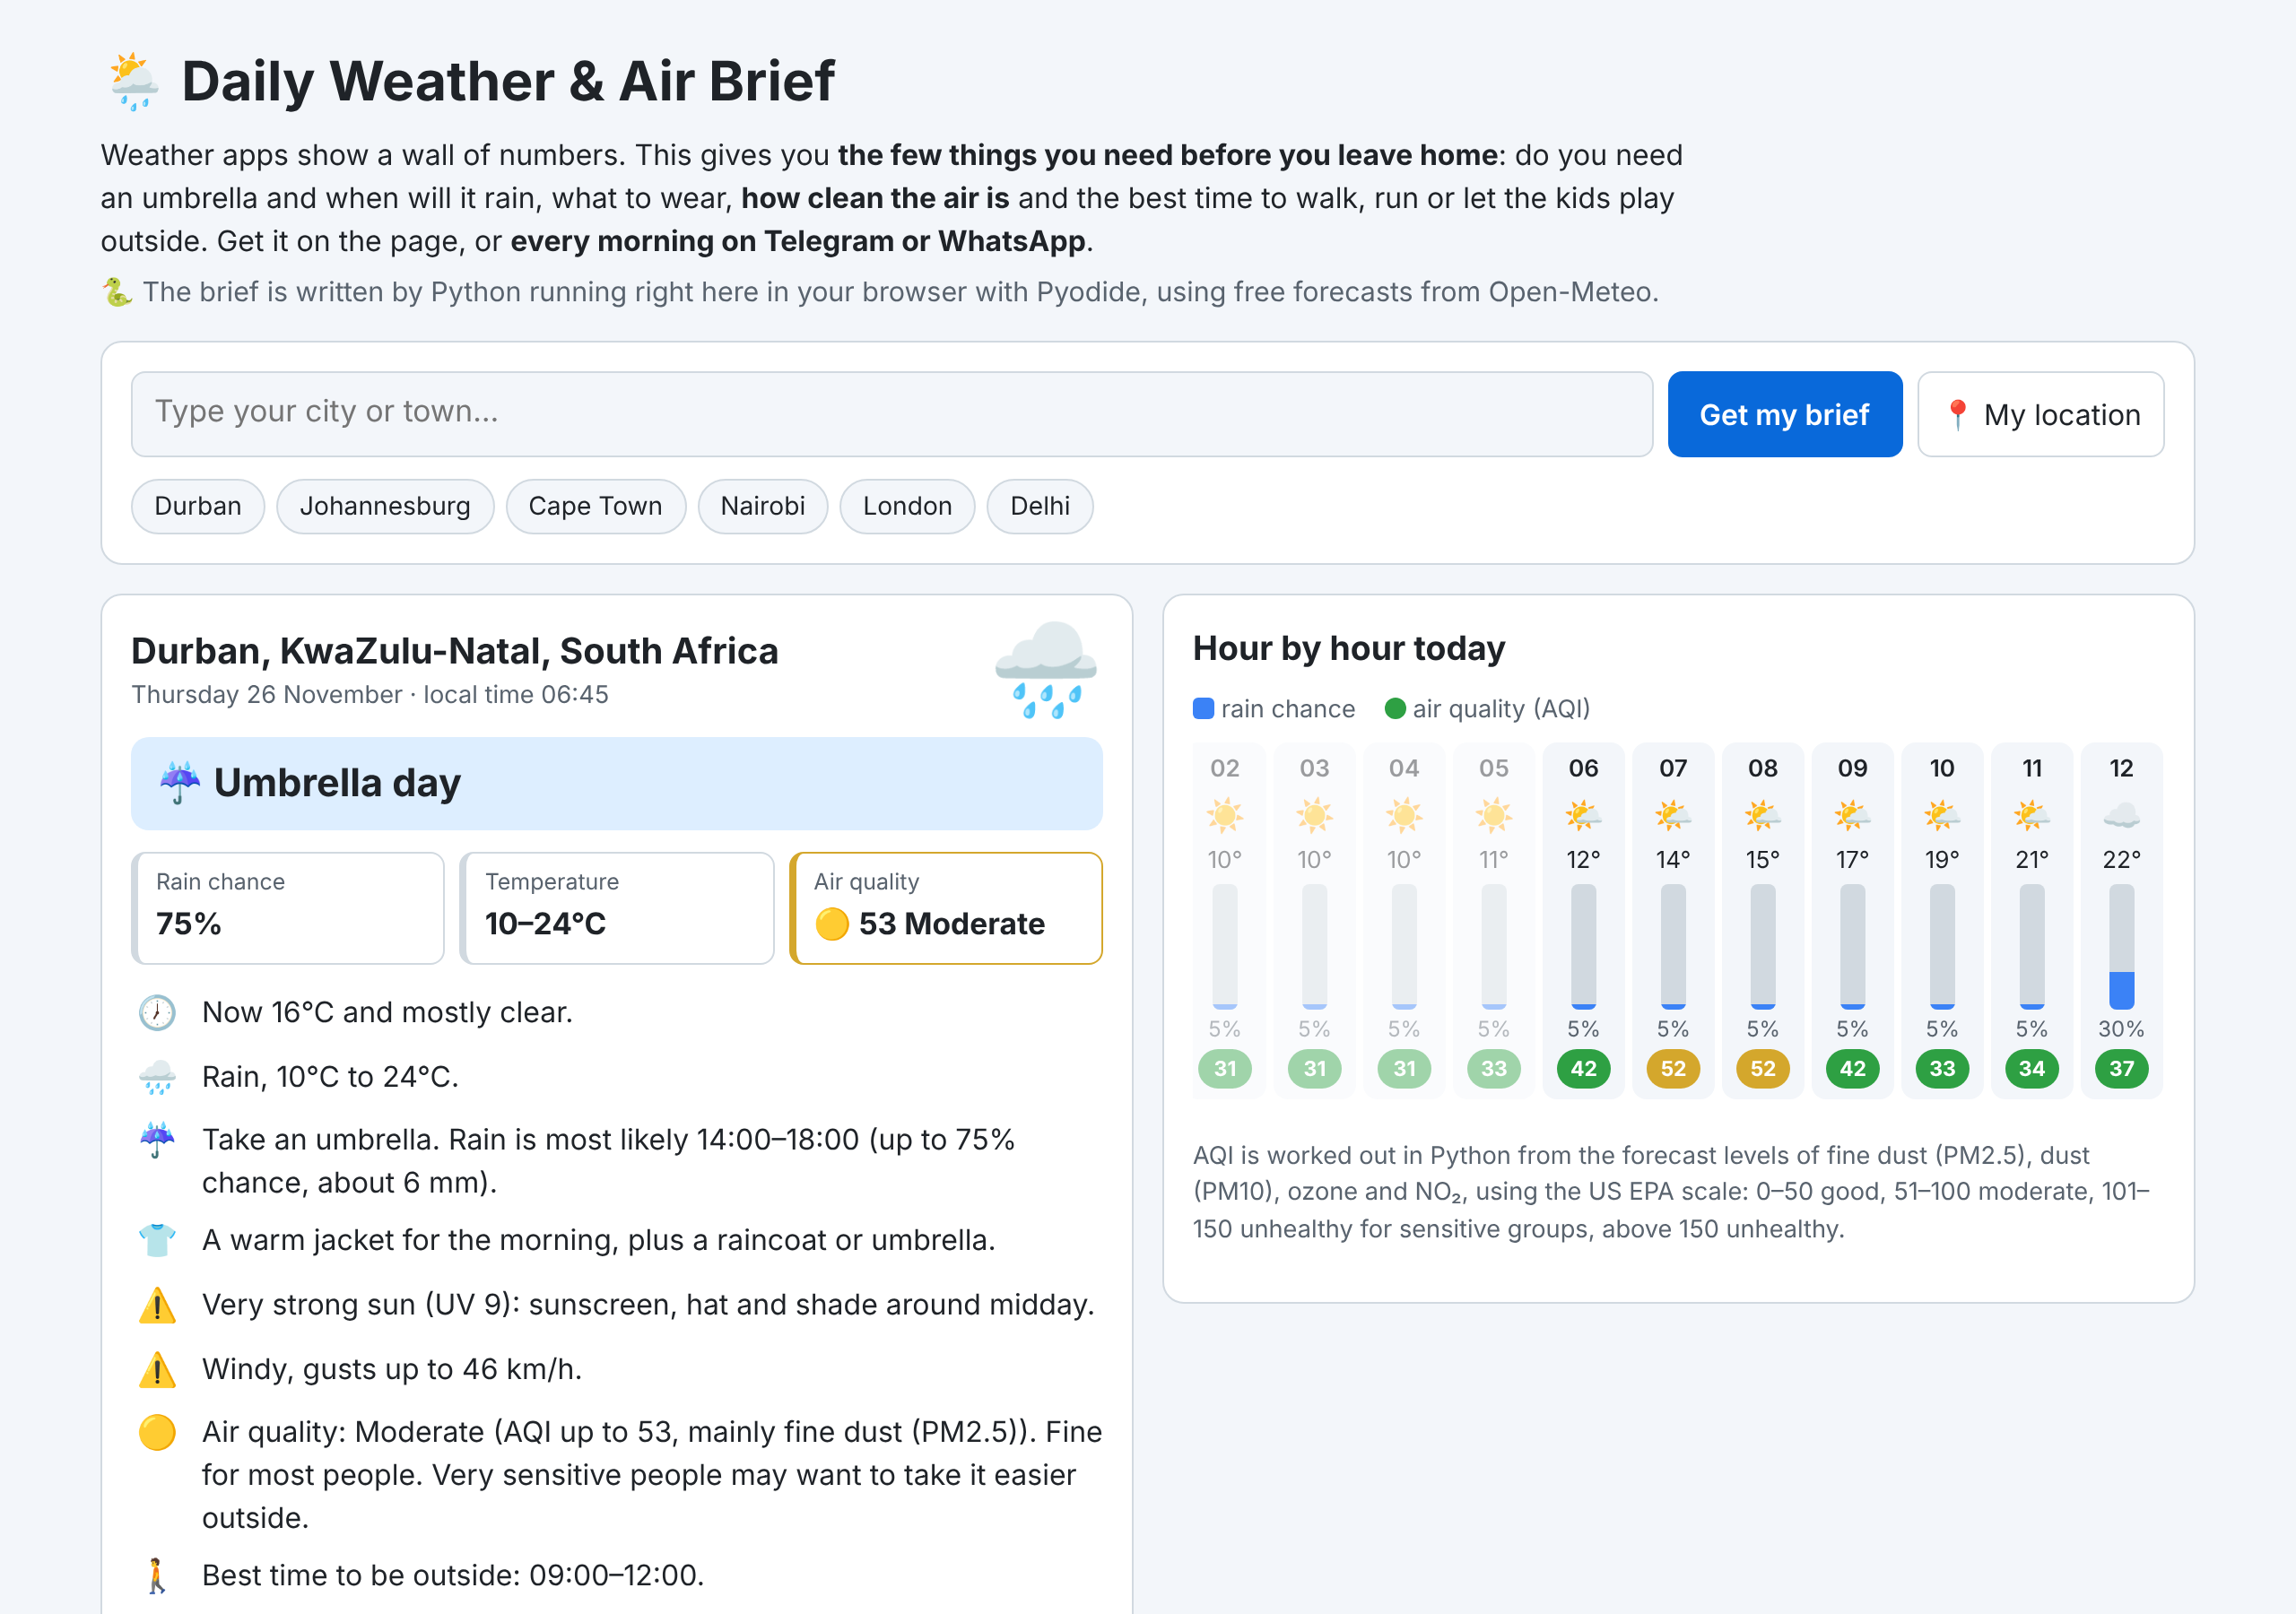 Daily Weather & Air Brief
Weather apps show a wall of numbers. This gives you the few things you need before you leave home: do you need
an umbrella and when will it rain, what to wear, how clean the air is and the best time to walk, run or let the kids play
outside. Get it on the page, or every morning on Telegram or WhatsApp.
The brief is written by Python running right here in your browser with Pyodide, using free forecasts from Open-Meteo.
Type your city or town...
Get my brief
My location
Durban Johannesburg Cape Town Nairobi London Delhi
Durban, KwaZulu-Natal, South Africa
Thursday 26 November · local time 06:45
Umbrella day
Rain chance
75%
Temperature
10–24°C
Air quality
53 Moderate
Now 16°C and mostly clear.
Rain, 10°C to 24°C.
Take an umbrella. Rain is most likely 14:00–18:00 (up to 75%
chance, about 6 mm).
A warm jacket for the morning, plus a raincoat or umbrella.
Very strong sun (UV 9): sunscreen, hat and shade around midday.
Windy, gusts up to 46 km/h.
Air quality: Moderate (AQI up to 53, mainly fine dust (PM2.5)). Fine
for most people. Very sensitive people may want to take it easier
outside.
Best time to be outside: 09:00–12:00.
Hour by hour today
rain chance air quality (AQI)
02 03 04 05 06 07 08 09 10 11 12
10° 10° 10° 11° 12° 14° 15° 17° 19° 21° 22°
5% 5% 5% 5% 5% 5% 5% 5% 5% 5% 30%
31 31 31 33 42 52 52 42 33 34 37
AQI is worked out in Python from the forecast levels of fine dust (PM2.5), dust
(PM10), ozone and NO₂, using the US EPA scale: 0–50 good, 51–100 moderate, 101–
150 unhealthy for sensitive groups, above 150 unhealthy.